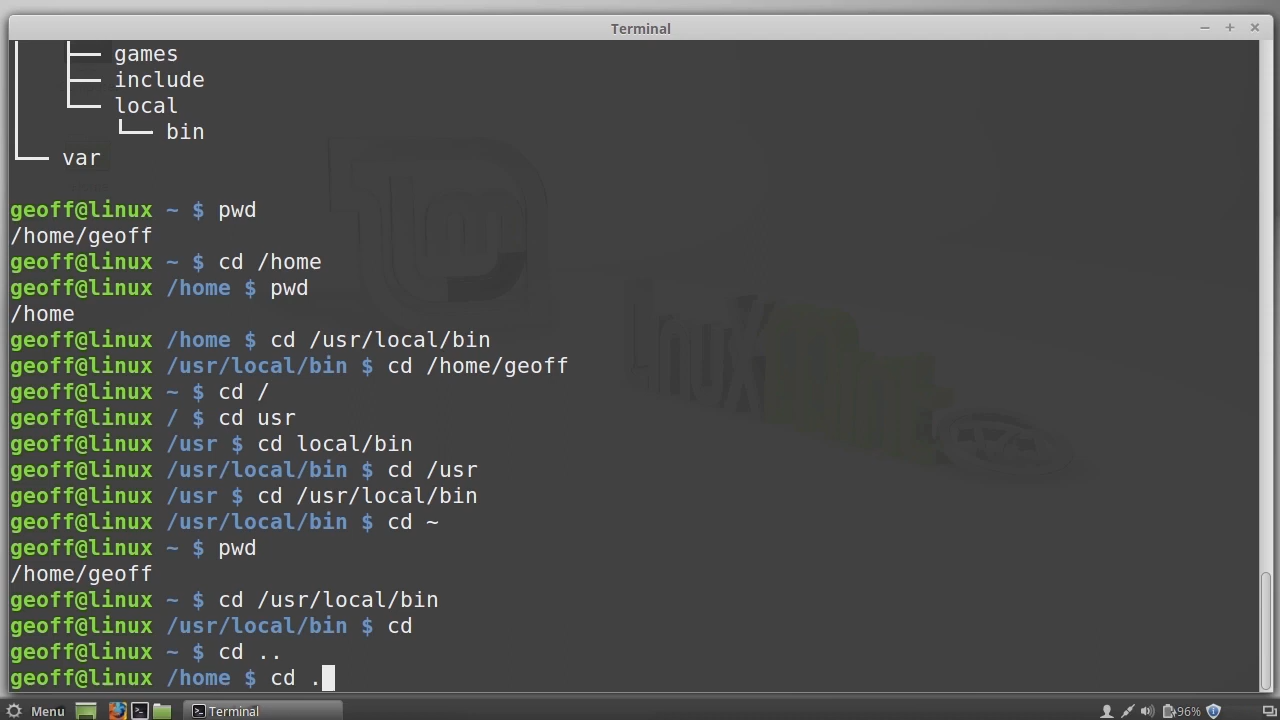 Terminal
games
include
local
bin
var
geoff@linux ~ $ pwd
/home/geoff
geoff@linux ~ $ cd /home
geoff@linux /home $ pwd
/home
geoff@linux /home $ cd /usr/local/bin
geoff@linux /usr/local/bin $ cd /home/geoff
geoff@linux ~ $ cd /
geoff@linux / $ cd usr
geoff@linux /usr $ cd local/bin
geoff@linux /usr/local/bin $ cd /usr
geoff@linux /usr $ cd /usr/local/bin
geoff@linux /usr/local/bin $ cd ~
geoff@linux ~ $ pwd
/home/geoff
geoff@linux ~ $ cd /usr/local/bin
geoff@linux /usr/local/bin $ cd
geoff@linux ~ $ cd ..
geoff@linux /home $ cd .
Linux Mint
Menu
Terminal
96%